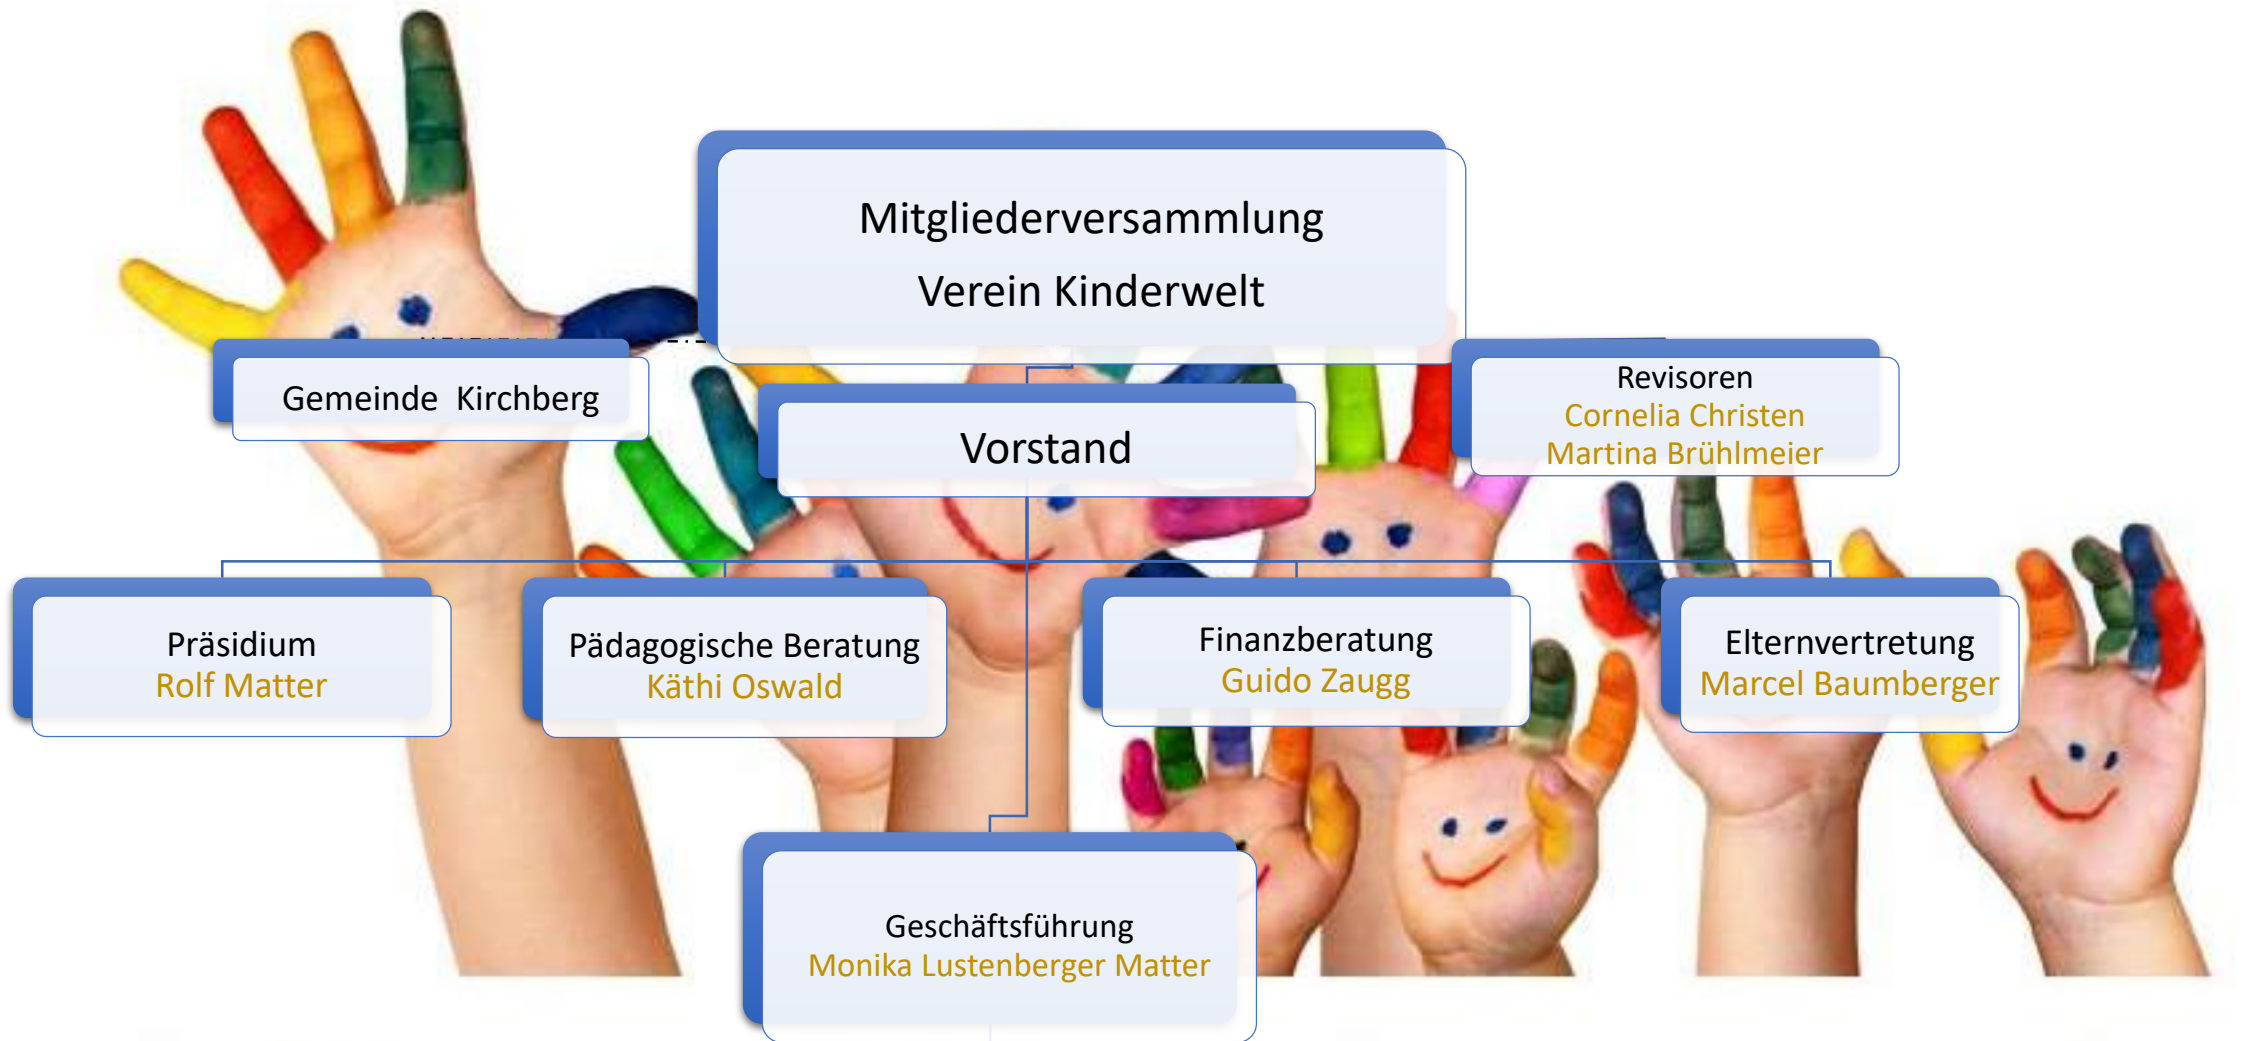 Mitgliederversammlung
Verein Kinderwelt
Gemeinde Kirchberg
Vorstand
Revisoren
Cornelia Christen
Martina Brühlmeier
Präsidium
Rolf Matter
Pädagogische Beratung
Käthi Oswald
Finanzberatung
Guido Zaugg
Elternvertretung
Marcel Baumberger
Geschäftsführung
Monika Lustenberger Matter